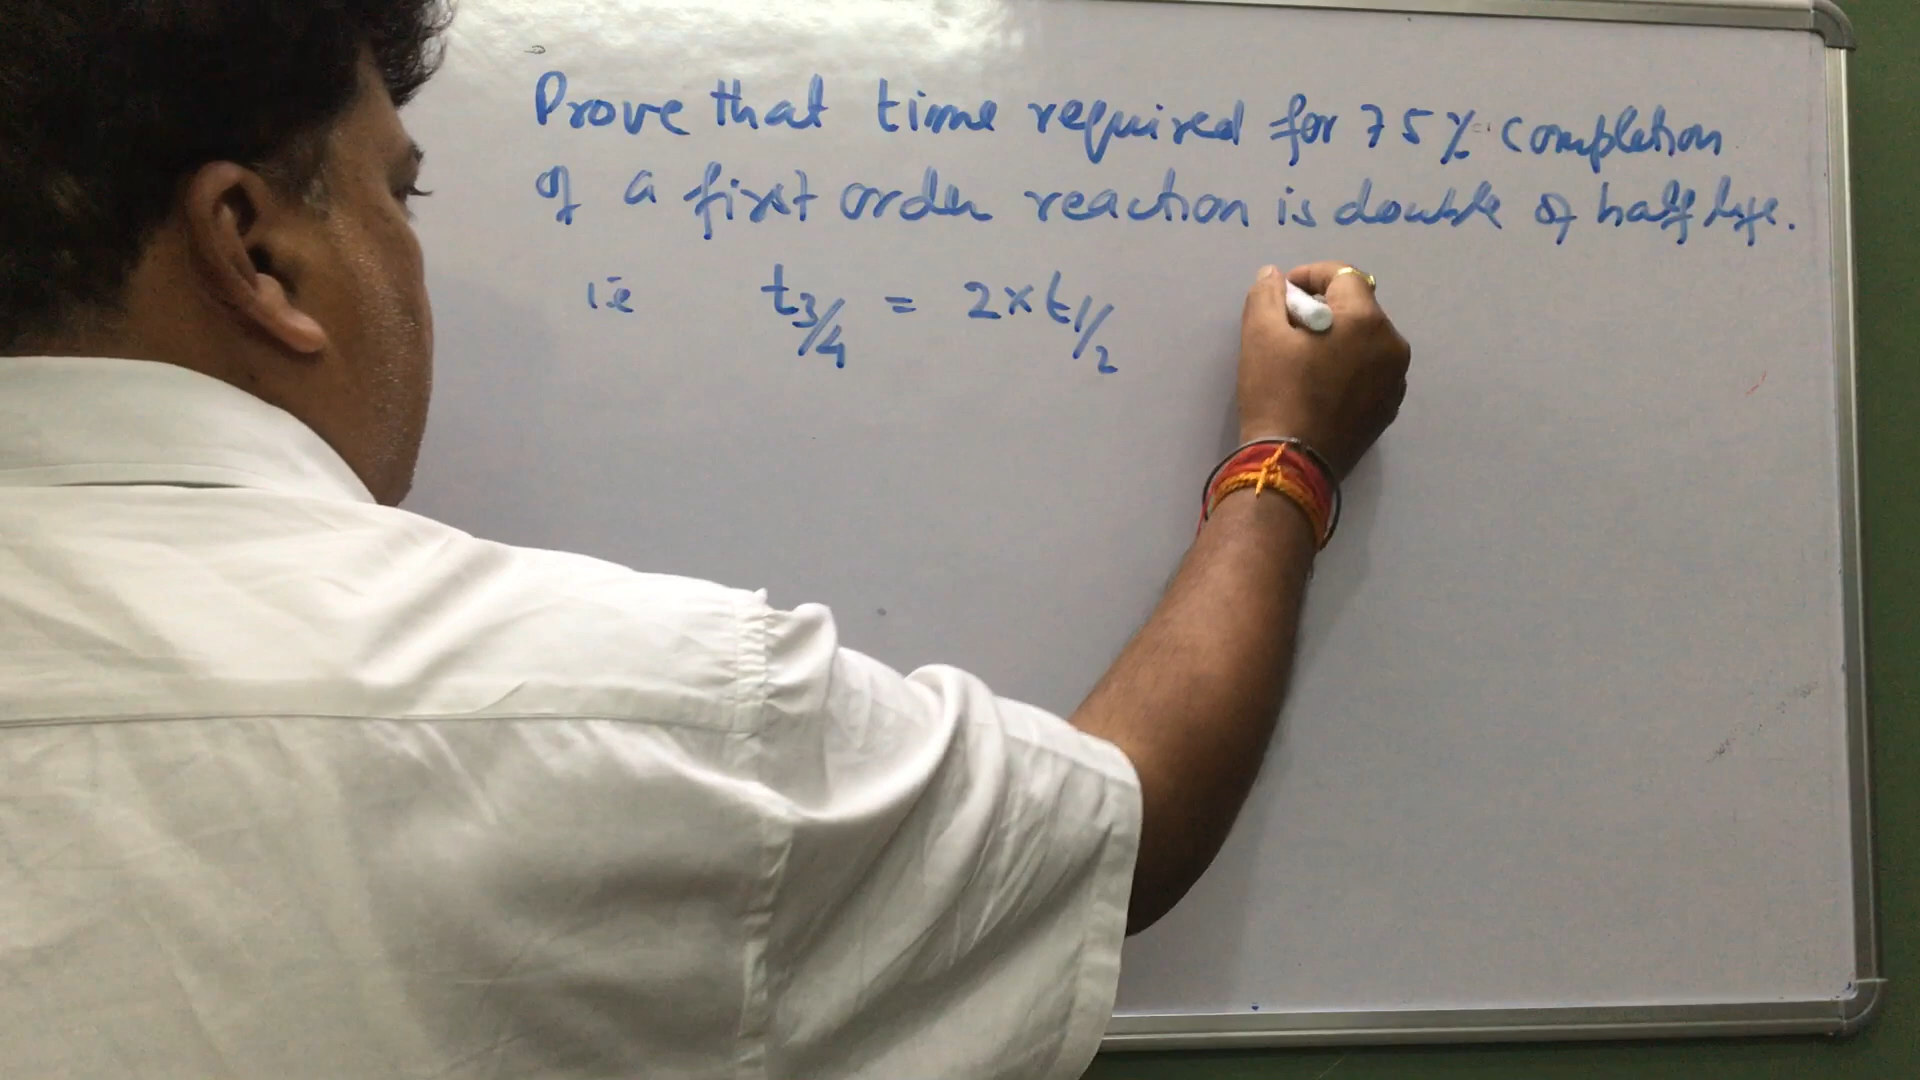 Prove that time required for 75% completion
of a first order reaction is double of half life.
i.e t3/4 = 2×t1/2